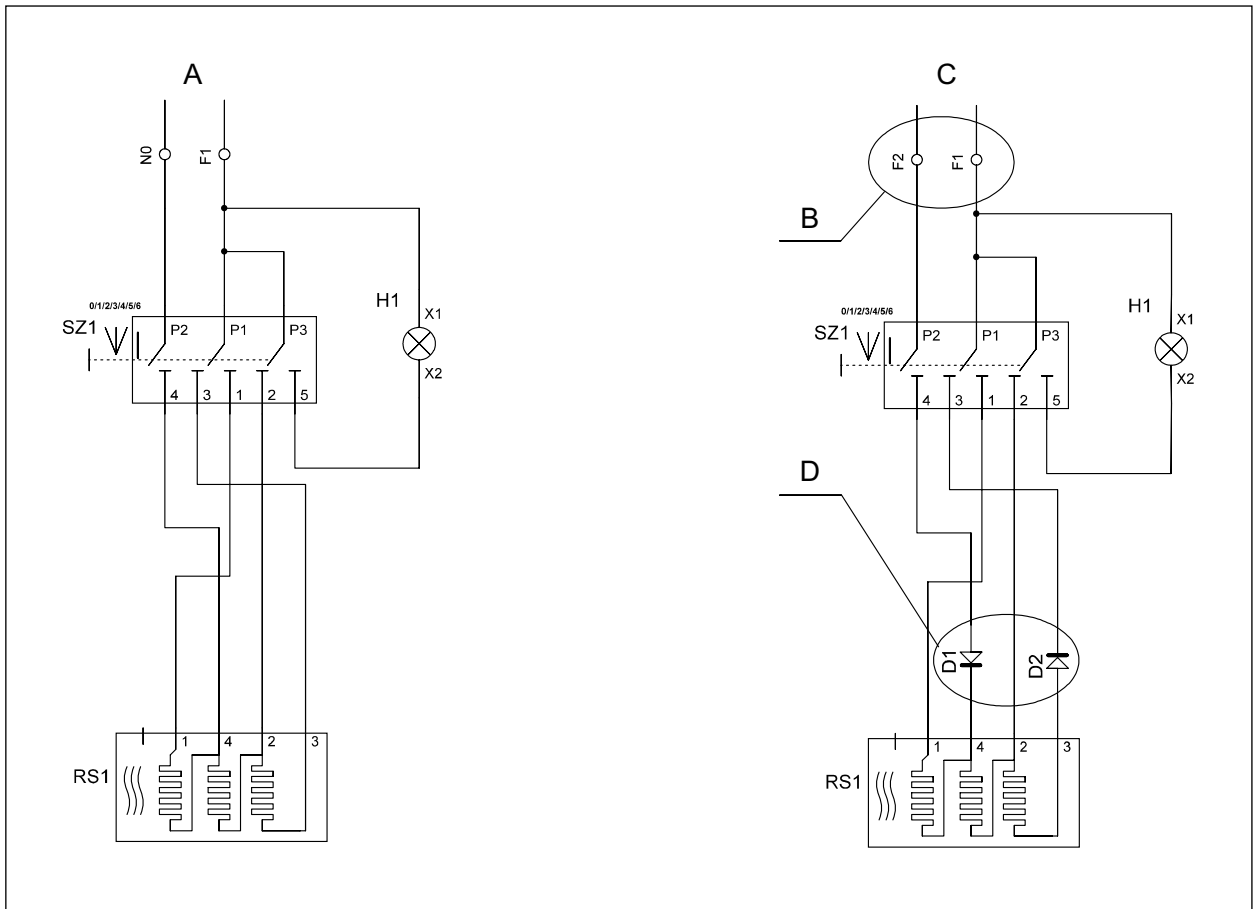 A
N0
F1
0/1/2/3/4/5/6
SZ1
P2 P1 P3
H1
X1
X2
4 3 1 2 5
1 4 2 3
RS1
C
F2
F1
B
0/1/2/3/4/5/6
SZ1
P2 P1 P3
H1
X1
X2
4 3 1 2 5
D
D1
D2
1 4 2 3
RS1